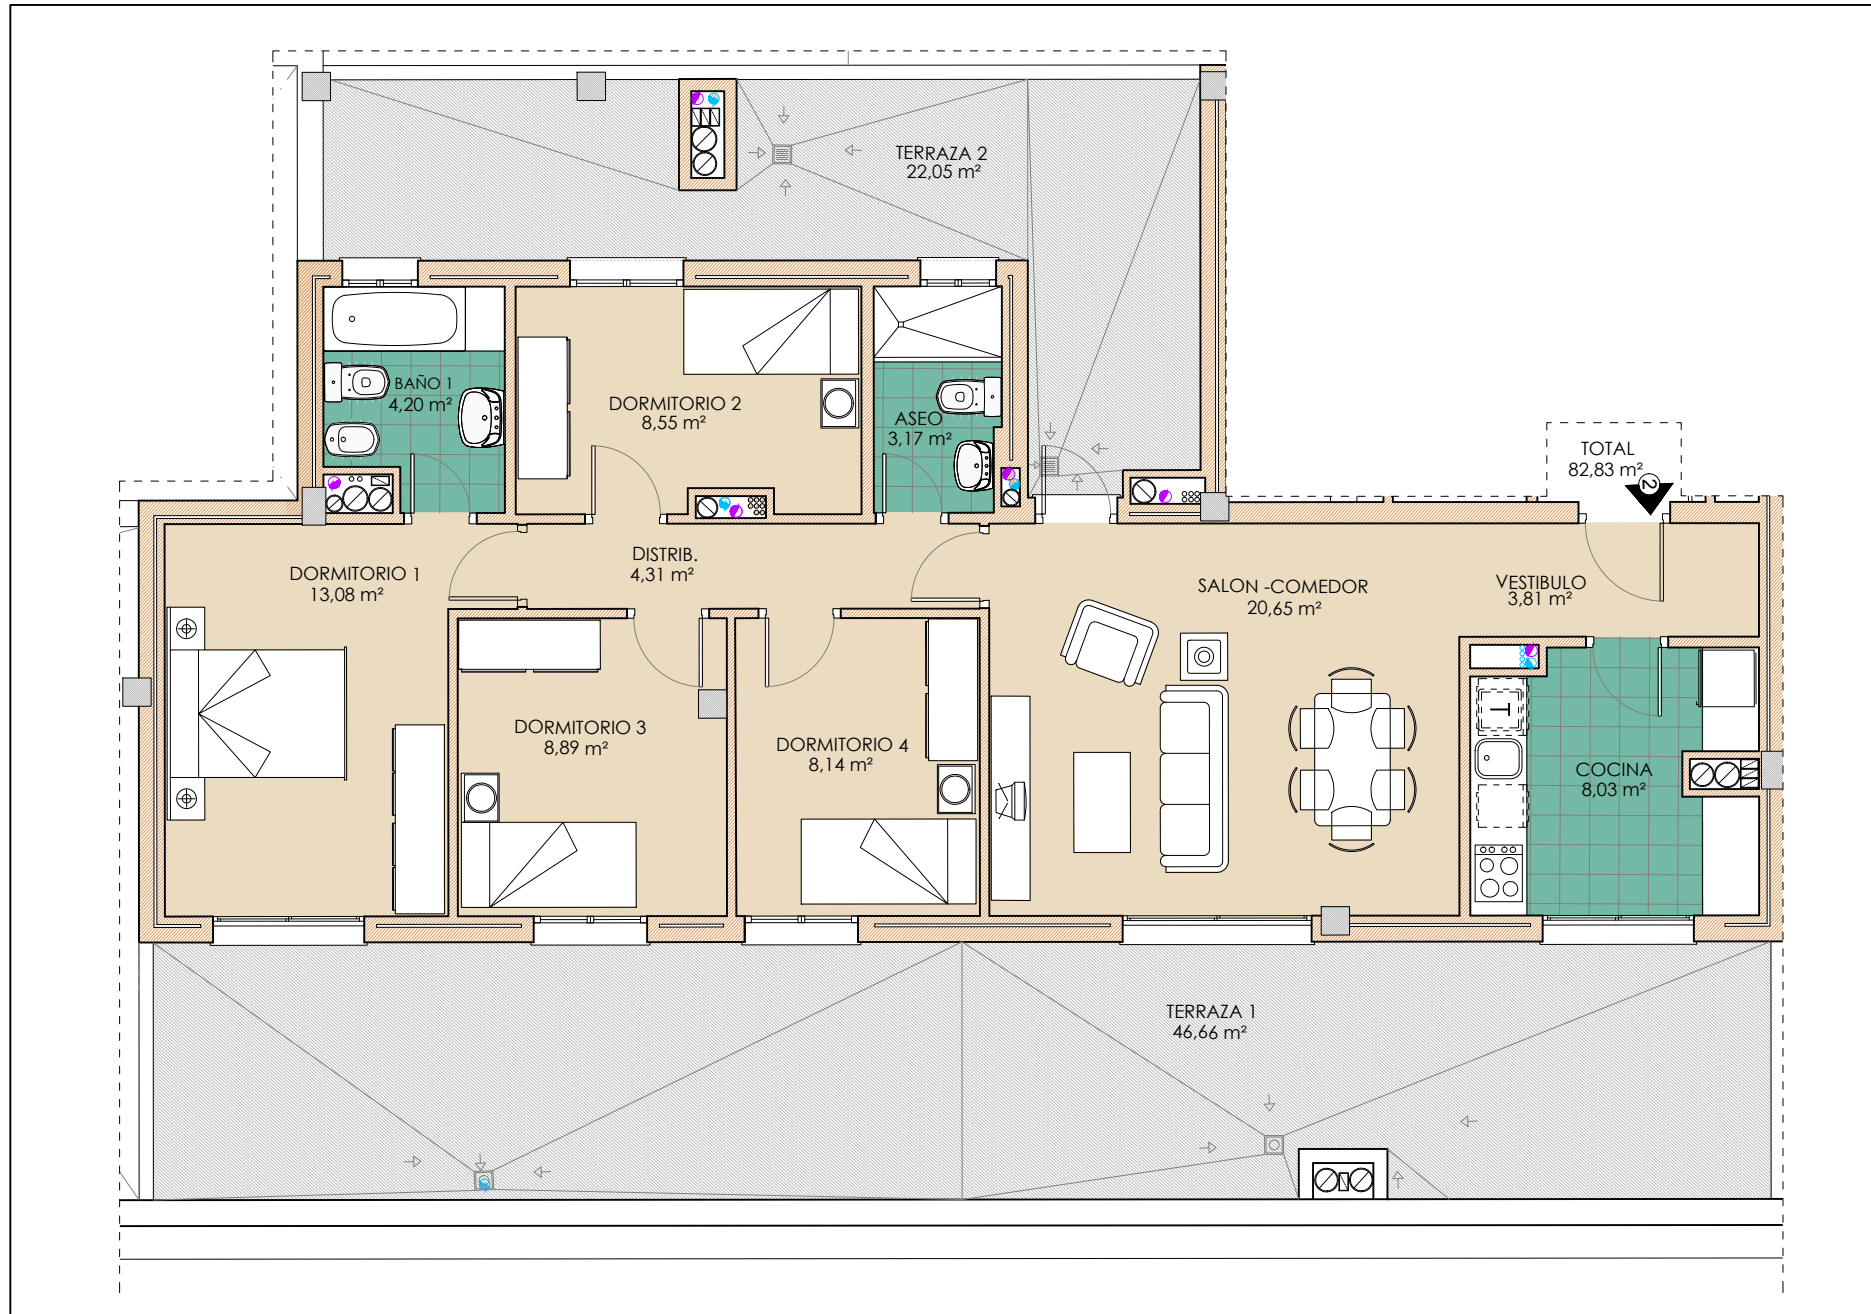 TERRAZA 2
22,05 m²
BAÑO 1
4,20 m²
DORMITORIO 2
8,55 m²
ASEO
3,17 m²
TOTAL
82,83 m²
2
DORMITORIO 1
13,08 m²
DISTRIB.
4,31 m²
SALON -COMEDOR
20,65 m²
VESTIBULO
3,81 m²
DORMITORIO 3
8,89 m²
DORMITORIO 4
8,14 m²
T
COCINA
8,03 m²
TERRAZA 1
46,66 m²